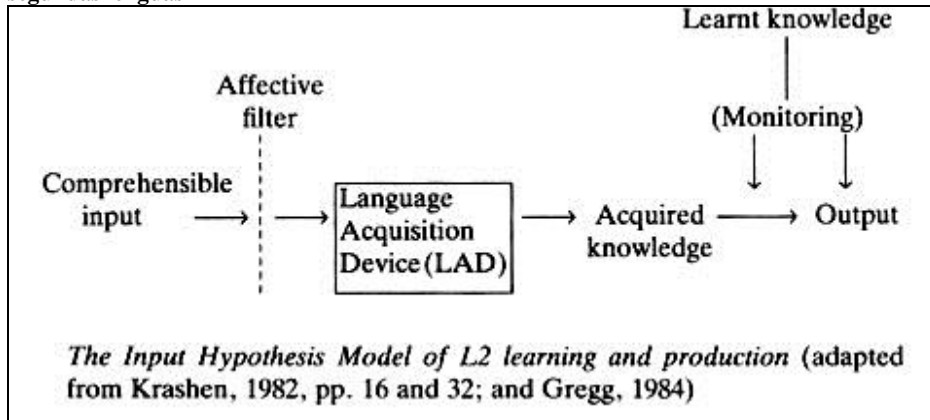 Learnt knowledge
Affective
filter
(Monitoring)
Comprehensible
input
Language
Acquisition
Device (LAD)
Acquired
knowledge
Output
The Input Hypothesis Model of L2 learning and production (adapted
from Krashen, 1982, pp. 16 and 32; and Gregg, 1984)